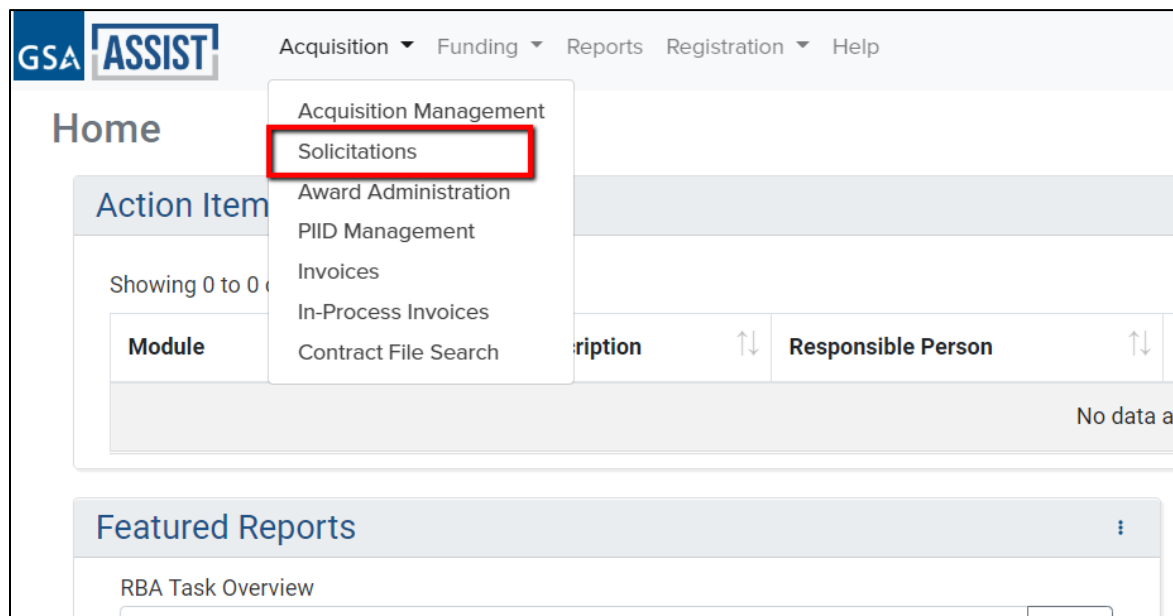 GSA ASSIST Acquisition Funding Reports Registration Help
Acquisition Management
Home
Solicitations
Award Administration
Action Item
PIID Management
Invoices
Showing 0 to 0
In-Process Invoices
Contract File Search
Module ription Responsible Person
No data a
Featured Reports
RBA Task Overview